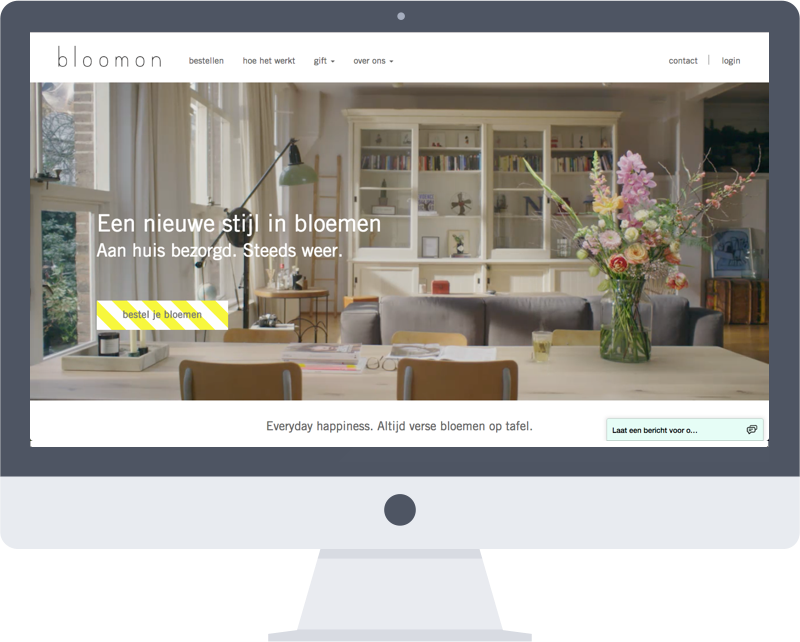 bloomon
bestellen hoe het werkt gift over ons contact login
Een nieuwe stijl in bloemen
Aan huis bezorgd. Steeds weer.
bestel je bloemen
Everyday happiness. Altijd verse bloemen op tafel.
Laat een bericht voor o...